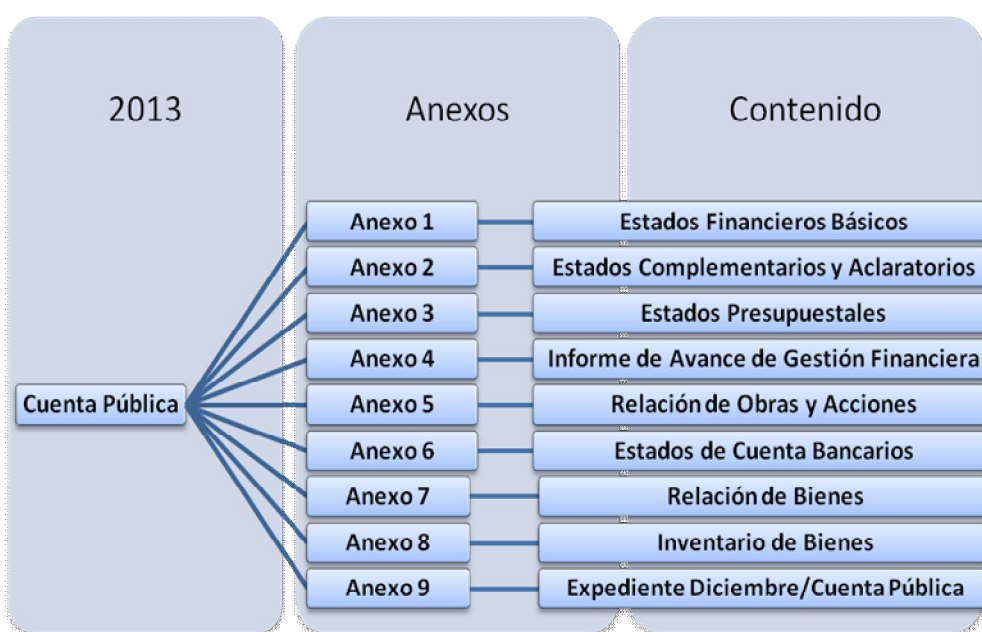 2013
Anexos
Contenido
Cuenta Pública
Anexo 1
Estados Financieros Básicos
Anexo 2
Estados Complementarios y Aclaratorios
Anexo 3
Estados Presupuestales
Anexo 4
Informe de Avance de Gestión Financiera
Anexo 5
Relación de Obras y Acciones
Anexo 6
Estados de Cuenta Bancarios
Anexo 7
Relación de Bienes
Anexo 8
Inventario de Bienes
Anexo 9
Expediente Diciembre/Cuenta Pública